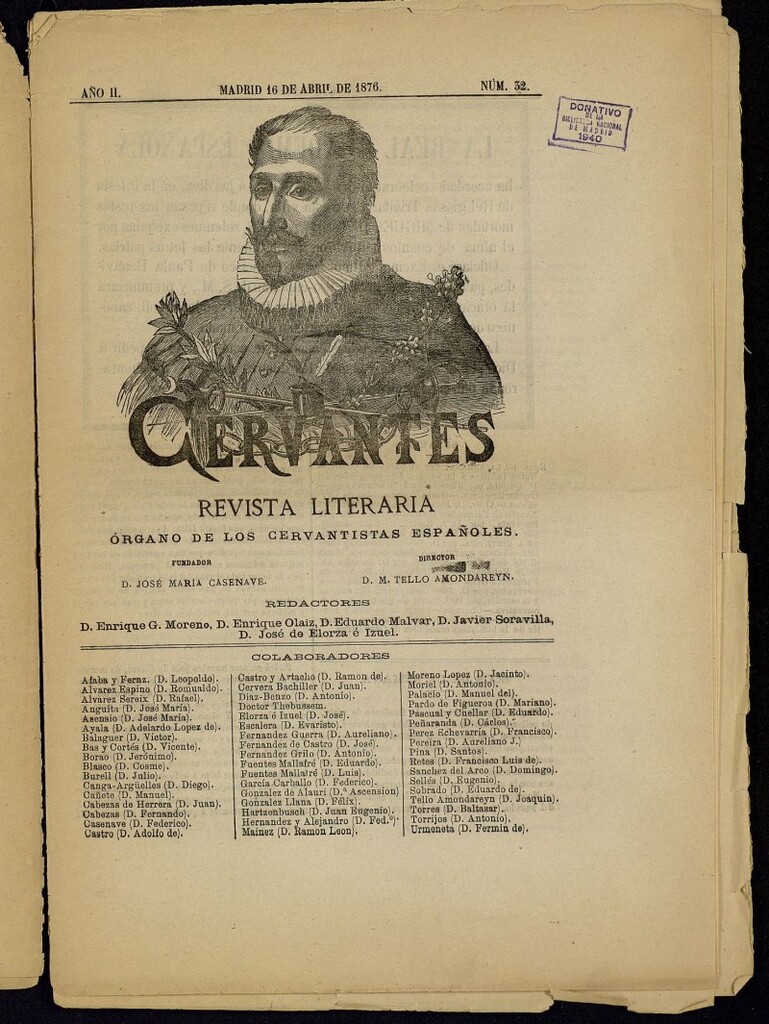 AÑO II. MADRID 16 DE ABRIL DE 1876. NÚM. 32.
DONATIVO
DE LA
BIBLIOTECA NACIONAL
DE MADRID
1940
CERVANTES
REVISTA LITERARIA
ÓRGANO DE LOS CERVANTISTAS ESPAÑOLES.
FUNDADOR
D. JOSÉ MARÍA CASENAVE.
DIRECTOR
D. M. TELLO AMONDAREYN.
REDACTORES
D. Enrique G. Moreno, D. Enrique Olaiz, D. Eduardo Malvar, D. Javier Soravilla,
D. José de Elorza é Izuel.
COLABORADORES
Afaba y Fernz. (D. Leopoldo).
Alvarez Espino (D. Romualdo).
Alvarez Sereix (D. Rafael).
Anguita (D. José María).
Asensio (D. José María).
Ayala (D. Adelardo Lopez de).
Balaguer (D. Víctor).
Bas y Cortés (D. Vicente).
Borao (D. Jerónimo).
Blasco (D. Cosme).
Burell (D. Julio).
Canga-Argüelles (D. Diego).
Cañete (D. Manuel).
Cabezas de Herrera (D. Juan).
Cabezas (D. Fernando).
Casenave (D. Federico).
Castro (D. Adolfo de).
Castro y Artacho (D. Ramon de).
Cervera Bachiller (D. Juan).
Diaz-Benzo (D. Antonio).
Doctor Thebussem.
Elorza é Izuel (D. José).
Escalera (D. Evaristo).
Fernandez Guerra (D. Aureliano).
Fernandez de Castro (D. José).
Fernandez Grilo (D. Antonio).
Fuentes Mallafré (D. Eduardo).
Fuentes Mallafré (D. Luis).
García Carballo (D. Federico).
Gonzalez de Alauri (D.ª Ascension)
Gonzalez Llana (D. Félix).
Hartzonbusch (D. Juan Eugenio).
Hernandez y Alejandro (D. Fed.º)
Mainez (D. Ramon Leon).
Moreno Lopez (D. Jacinto).
Moriel (D. Antonio).
Palacio (D. Manuel del).
Pardo de Figueroa (D. Mariano).
Pascual y Cuellar (D. Eduardo).
Peñaranda (D. Cárlos).
Perez Echevarría (D. Francisco).
Pereira (D. Aureliano J.)
Pina (D. Santos).
Retes (D. Francisco Luis de).
Sanchez del Arco (D. Domingo).
Sellés (D. Eugenio).
Sobrado (D. Eduardo de).
Tello Amondareyn (D. Joaquin).
Torres (D. Baltasar).
Torrijos (D. Antonio).
Urmeneta (D. Fermin de).